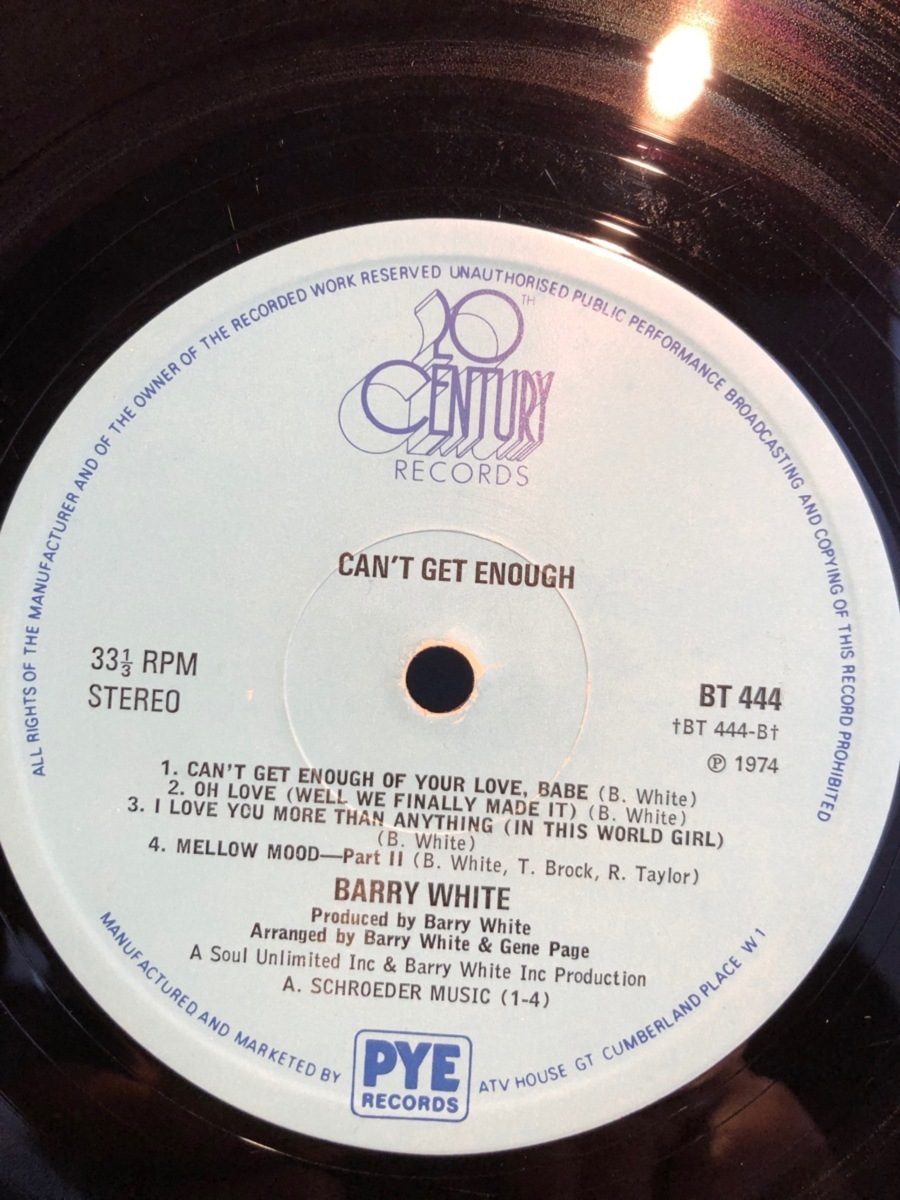 ALL RIGHTS OF THE MANUFACTURER AND OF THE OWNER OF THE RECORDED WORK RESERVED UNAUTHORISED PUBLIC PERFORMANCE BROADCASTING AND COPYING OF THIS RECORD PROHIBITED
20TH
CENTURY
RECORDS
CAN'T GET ENOUGH
33⅓ RPM
STEREO
BT 444
†BT 444-B†
℗ 1974
1. CAN'T GET ENOUGH OF YOUR LOVE, BABE (B. White)
2. OH LOVE (WELL WE FINALLY MADE IT) (B. White)
3. I LOVE YOU MORE THAN ANYTHING (IN THIS WORLD GIRL)
(B. White)
4. MELLOW MOOD—Part II (B. White, T. Brock, R. Taylor)
BARRY WHITE
Produced by Barry White
Arranged by Barry White & Gene Page
A Soul Unlimited Inc & Barry White Inc Production
A. SCHROEDER MUSIC (1-4)
MANUFACTURED AND MARKETED BY
PYE
RECORDS
ATV HOUSE GT CUMBERLAND PLACE W1